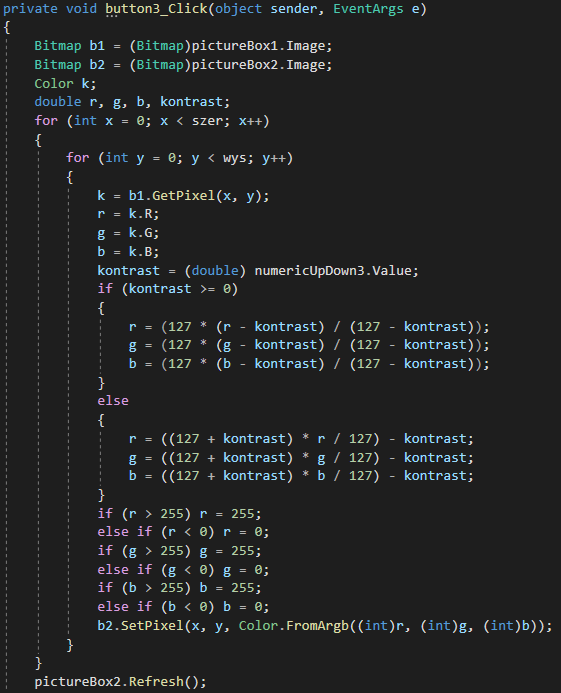 private void button3_Click(object sender, EventArgs e)
{
Bitmap b1 = (Bitmap)pictureBox1.Image;
Bitmap b2 = (Bitmap)pictureBox2.Image;
Color k;
double r, g, b, kontrast;
for (int x = 0; x < szer; x++)
{
for (int y = 0; y < wys; y++)
{
k = b1.GetPixel(x, y);
r = k.R;
g = k.G;
b = k.B;
kontrast = (double) numericUpDown3.Value;
if (kontrast >= 0)
{
r = (127 * (r - kontrast) / (127 - kontrast));
g = (127 * (g - kontrast) / (127 - kontrast));
b = (127 * (b - kontrast) / (127 - kontrast));
}
else
{
r = ((127 + kontrast) * r / 127) - kontrast;
g = ((127 + kontrast) * g / 127) - kontrast;
b = ((127 + kontrast) * b / 127) - kontrast;
}
if (r > 255) r = 255;
else if (r < 0) r = 0;
if (g > 255) g = 255;
else if (g < 0) g = 0;
if (b > 255) b = 255;
else if (b < 0) b = 0;
b2.SetPixel(x, y, Color.FromArgb((int)r, (int)g, (int)b));
}
}
pictureBox2.Refresh();